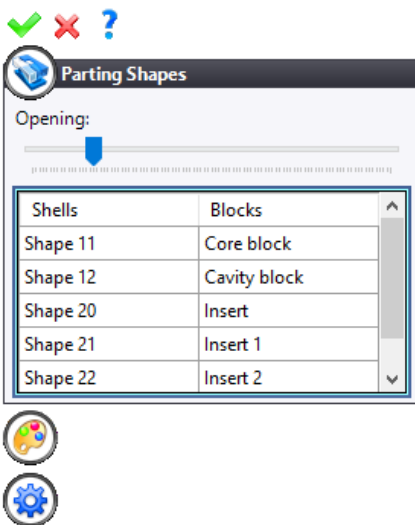 ?
Parting Shapes
Opening:
Shells Blocks
Shape 11 Core block
Shape 12 Cavity block
Shape 20 Insert
Shape 21 Insert 1
Shape 22 Insert 2